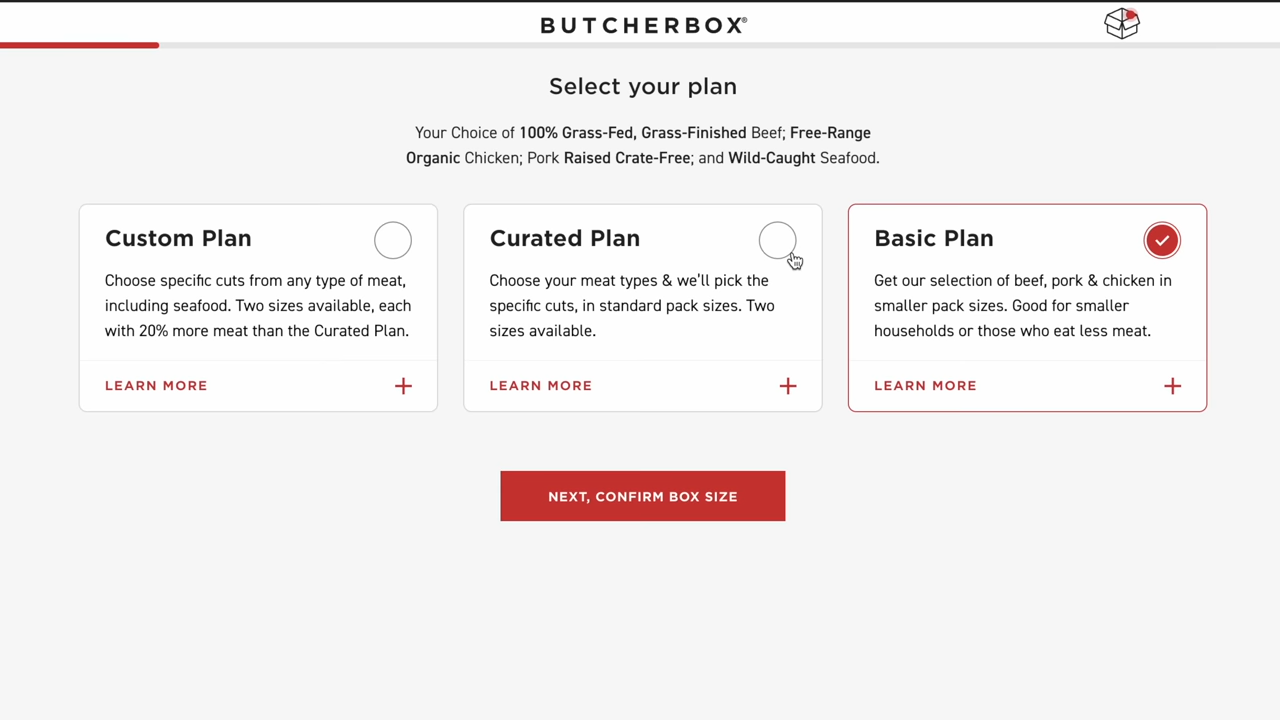 BUTCHERBOX®
Select your plan
Your Choice of 100% Grass-Fed, Grass-Finished Beef; Free-Range
Organic Chicken; Pork Raised Crate-Free; and Wild-Caught Seafood.
Custom Plan
Choose specific cuts from any type of meat,
including seafood. Two sizes available, each
with 20% more meat than the Curated Plan.
LEARN MORE +
Curated Plan
Choose your meat types & we'll pick the
specific cuts, in standard pack sizes. Two
sizes available.
LEARN MORE +
Basic Plan
Get our selection of beef, pork & chicken in
smaller pack sizes. Good for smaller
households or those who eat less meat.
LEARN MORE +
NEXT, CONFIRM BOX SIZE